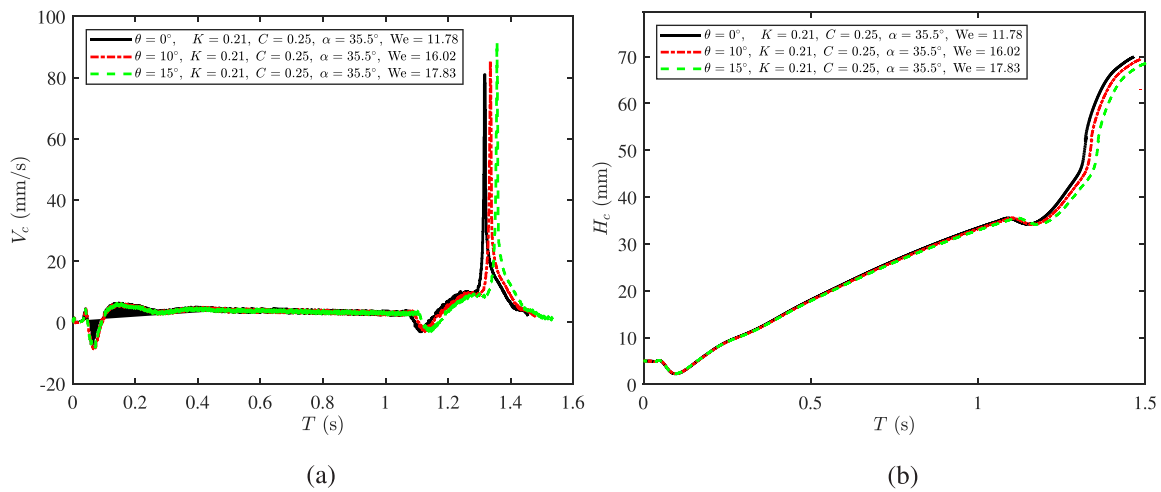 100
80
60
40
20
0
-20
V_c (mm/s)
θ = 0°, K = 0.21, C = 0.25, α = 35.5°, We = 11.78
θ = 10°, K = 0.21, C = 0.25, α = 35.5°, We = 16.02
θ = 15°, K = 0.21, C = 0.25, α = 35.5°, We = 17.83
0 0.2 0.4 0.6 0.8 1 1.2 1.4 1.6
T (s)
(a)
70
60
50
40
30
20
10
0
H_c (mm)
θ = 0°, K = 0.21, C = 0.25, α = 35.5°, We = 11.78
θ = 10°, K = 0.21, C = 0.25, α = 35.5°, We = 16.02
θ = 15°, K = 0.21, C = 0.25, α = 35.5°, We = 17.83
0 0.5 1 1.5
T (s)
(b)